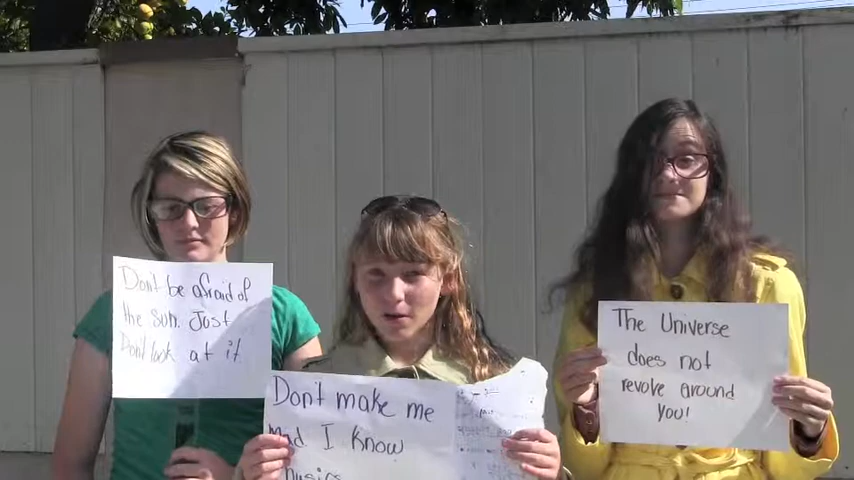 Don't be afraid of
the sun. Just
Don't look at it
Don't make me
Mad I Know
The Universe
does not
revolve around
you!